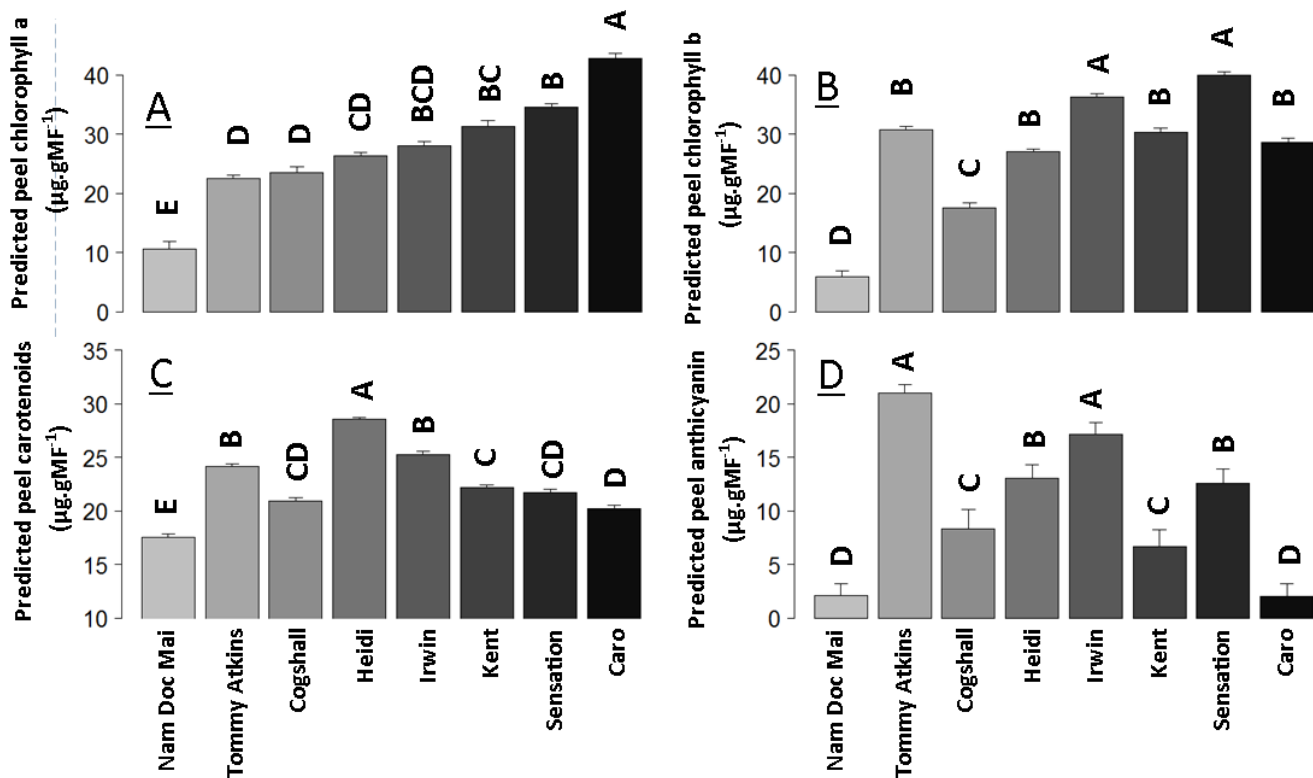 Predicted peel chlorophyll a
(µg.gMF⁻¹)
40
30
20
10
0
A
E
D
D
CD
BCD
BC
B
A
Predicted peel chlorophyll b
(µg.gMF⁻¹)
40
30
20
10
0
B
D
B
C
B
A
B
A
B
Predicted peel carotenoids
(µg.gMF⁻¹)
35
30
25
20
15
10
C
E
B
CD
A
B
C
CD
D
Nam Doc Mai
Tommy Atkins
Cogshall
Heidi
Irwin
Kent
Sensation
Caro
Predicted peel anthicyanin
(µg.gMF⁻¹)
25
20
15
10
5
0
D
D
A
C
B
A
C
B
D
Nam Doc Mai
Tommy Atkins
Cogshall
Heidi
Irwin
Kent
Sensation
Caro